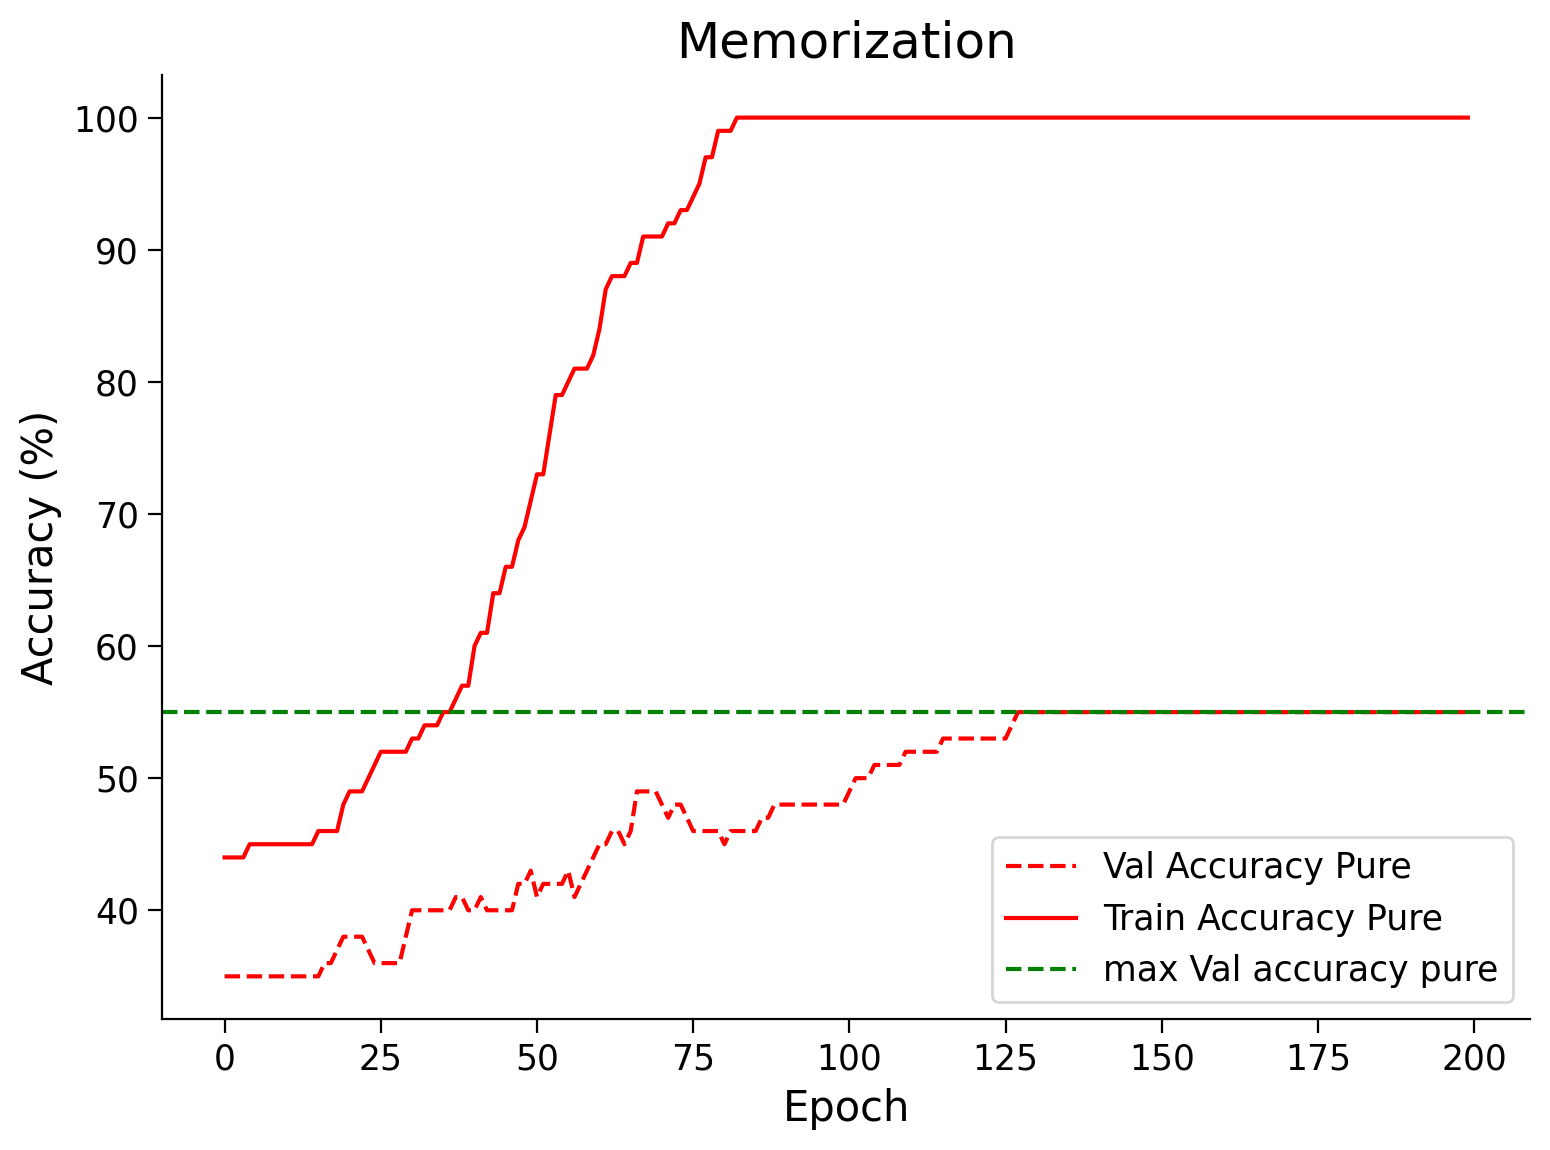 Memorization
Accuracy (%)
100
90
80
70
60
50
40
Val Accuracy Pure
Train Accuracy Pure
max Val accuracy pure
0 25 50 75 100 125 150 175 200
Epoch